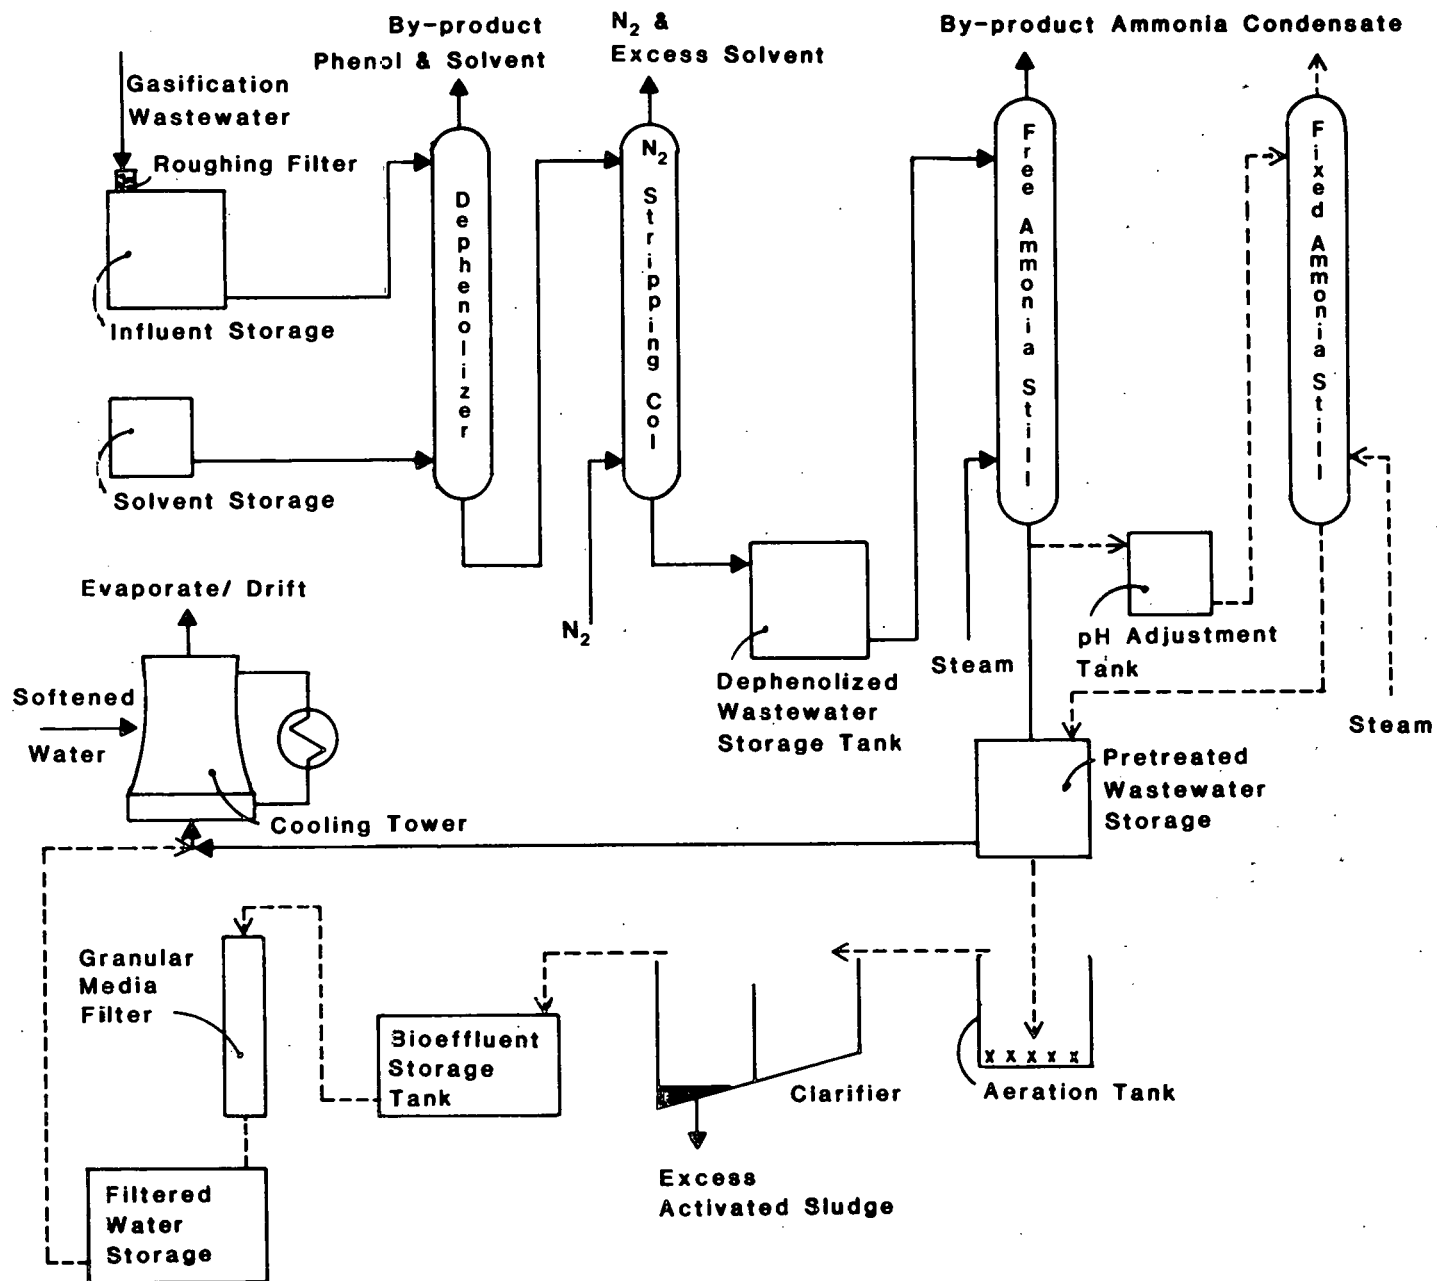 By-product
Phenol & Solvent
N2 &
Excess Solvent
By-product Ammonia Condensate
Gasification
Wastewater
Roughing Filter
Influent Storage
Solvent Storage
Dephenolizer
N2 Stripping Col
Free Ammonia Still
Fixed Ammonia Still
N2
Steam
pH Adjustment
Tank
Steam
Dephenolized
Wastewater
Storage Tank
Evaporate/ Drift
Softened
Water
Cooling Tower
Pretreated
Wastewater
Storage
Granular
Media
Filter
Bioeffluent
Storage
Tank
Clarifier
x x x x x
Aeration Tank
Excess
Activated Sludge
Filtered
Water
Storage